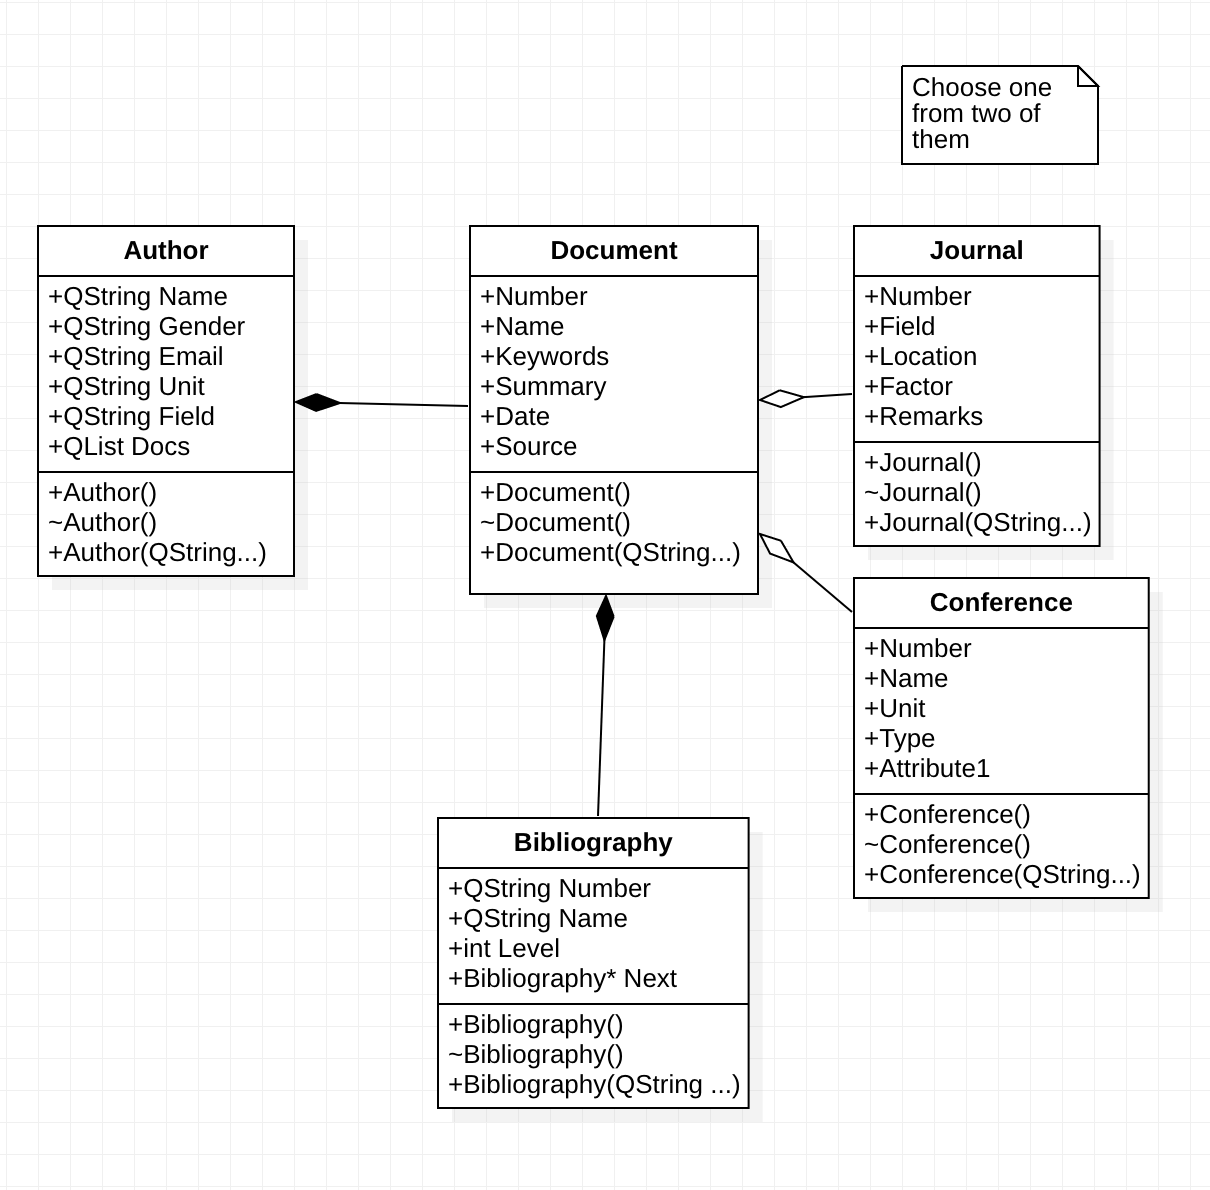 Choose one
from two of
them
Author
+QString Name
+QString Gender
+QString Email
+QString Unit
+QString Field
+QList Docs
+Author()
~Author()
+Author(QString...)
Document
+Number
+Name
+Keywords
+Summary
+Date
+Source
+Document()
~Document()
+Document(QString...)
Journal
+Number
+Field
+Location
+Factor
+Remarks
+Journal()
~Journal()
+Journal(QString...)
Conference
+Number
+Name
+Unit
+Type
+Attribute1
+Conference()
~Conference()
+Conference(QString...)
Bibliography
+QString Number
+QString Name
+int Level
+Bibliography* Next
+Bibliography()
~Bibliography()
+Bibliography(QString ...)